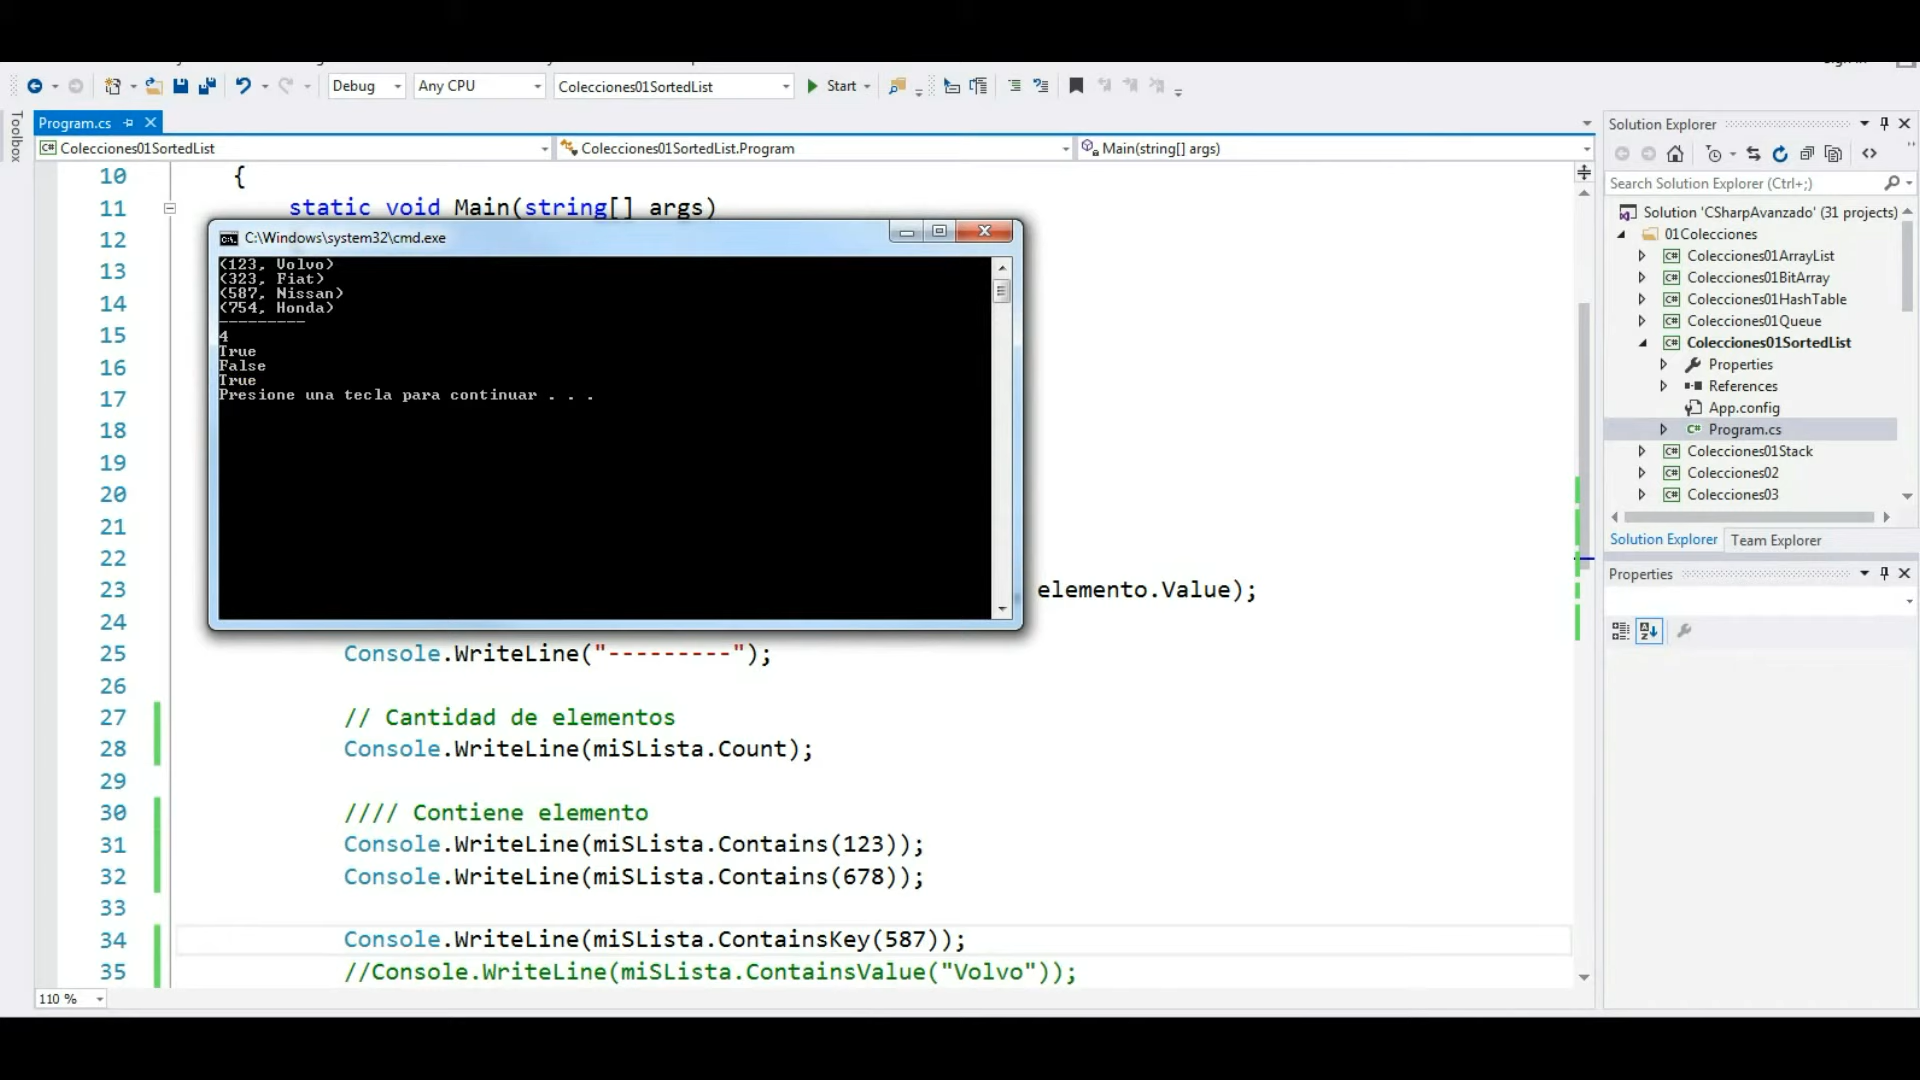 Debug
Any CPU
Colecciones01SortedList
Start
Toolbox
Program.cs
Colecciones01SortedList
Colecciones01SortedList.Program
Main(string[] args)
10 {
11 static void Main(string[] args)
12
13
14
15
16
17
18
19
20
21
22
23 elemento.Value);
24
25 Console.WriteLine("---------");
26
27 // Cantidad de elementos
28 Console.WriteLine(miSLista.Count);
29
30 //// Contiene elemento
31 Console.WriteLine(miSLista.Contains(123));
32 Console.WriteLine(miSLista.Contains(678));
33
34 Console.WriteLine(miSLista.ContainsKey(587));
35 //Console.WriteLine(miSLista.ContainsValue("Volvo"));
110 %
C:\Windows\system32\cmd.exe
(123, Volvo)
(323, Fiat)
(587, Nissan)
(754, Honda)
---------
4
True
False
True
Presione una tecla para continuar . . .
Solution Explorer
Search Solution Explorer (Ctrl+;)
Solution 'CSharpAvanzado' (31 projects)
01Colecciones
Colecciones01ArrayList
Colecciones01BitArray
Colecciones01HashTable
Colecciones01Queue
Colecciones01SortedList
Properties
References
App.config
Program.cs
Colecciones01Stack
Colecciones02
Colecciones03
Solution Explorer
Team Explorer
Properties